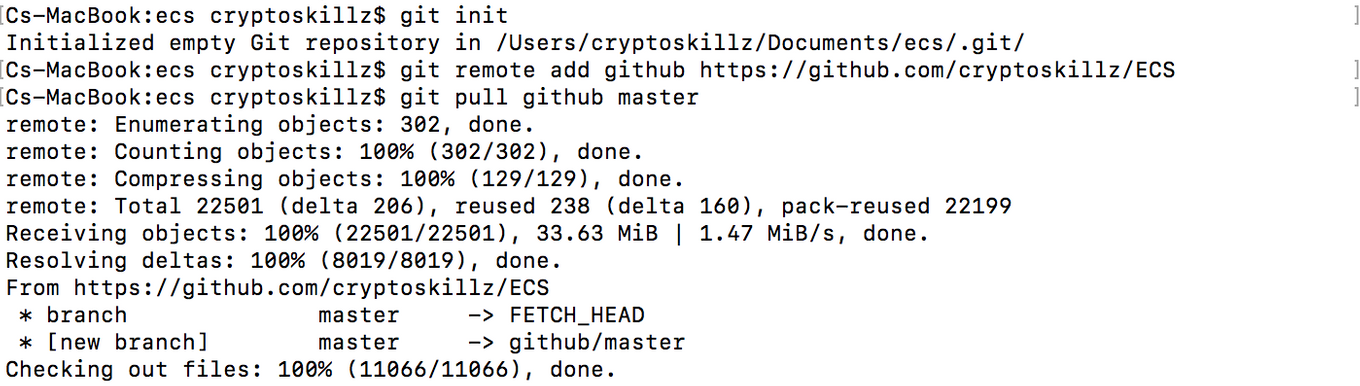 [Cs-MacBook:ecs cryptoskillz$ git init ]
Initialized empty Git repository in /Users/cryptoskillz/Documents/ecs/.git/
[Cs-MacBook:ecs cryptoskillz$ git remote add github https://github.com/cryptoskillz/ECS ]
[Cs-MacBook:ecs cryptoskillz$ git pull github master ]
remote: Enumerating objects: 302, done.
remote: Counting objects: 100% (302/302), done.
remote: Compressing objects: 100% (129/129), done.
remote: Total 22501 (delta 206), reused 238 (delta 160), pack-reused 22199
Receiving objects: 100% (22501/22501), 33.63 MiB | 1.47 MiB/s, done.
Resolving deltas: 100% (8019/8019), done.
From https://github.com/cryptoskillz/ECS
 * branch            master     -> FETCH_HEAD
 * [new branch]      master     -> github/master
Checking out files: 100% (11066/11066), done.